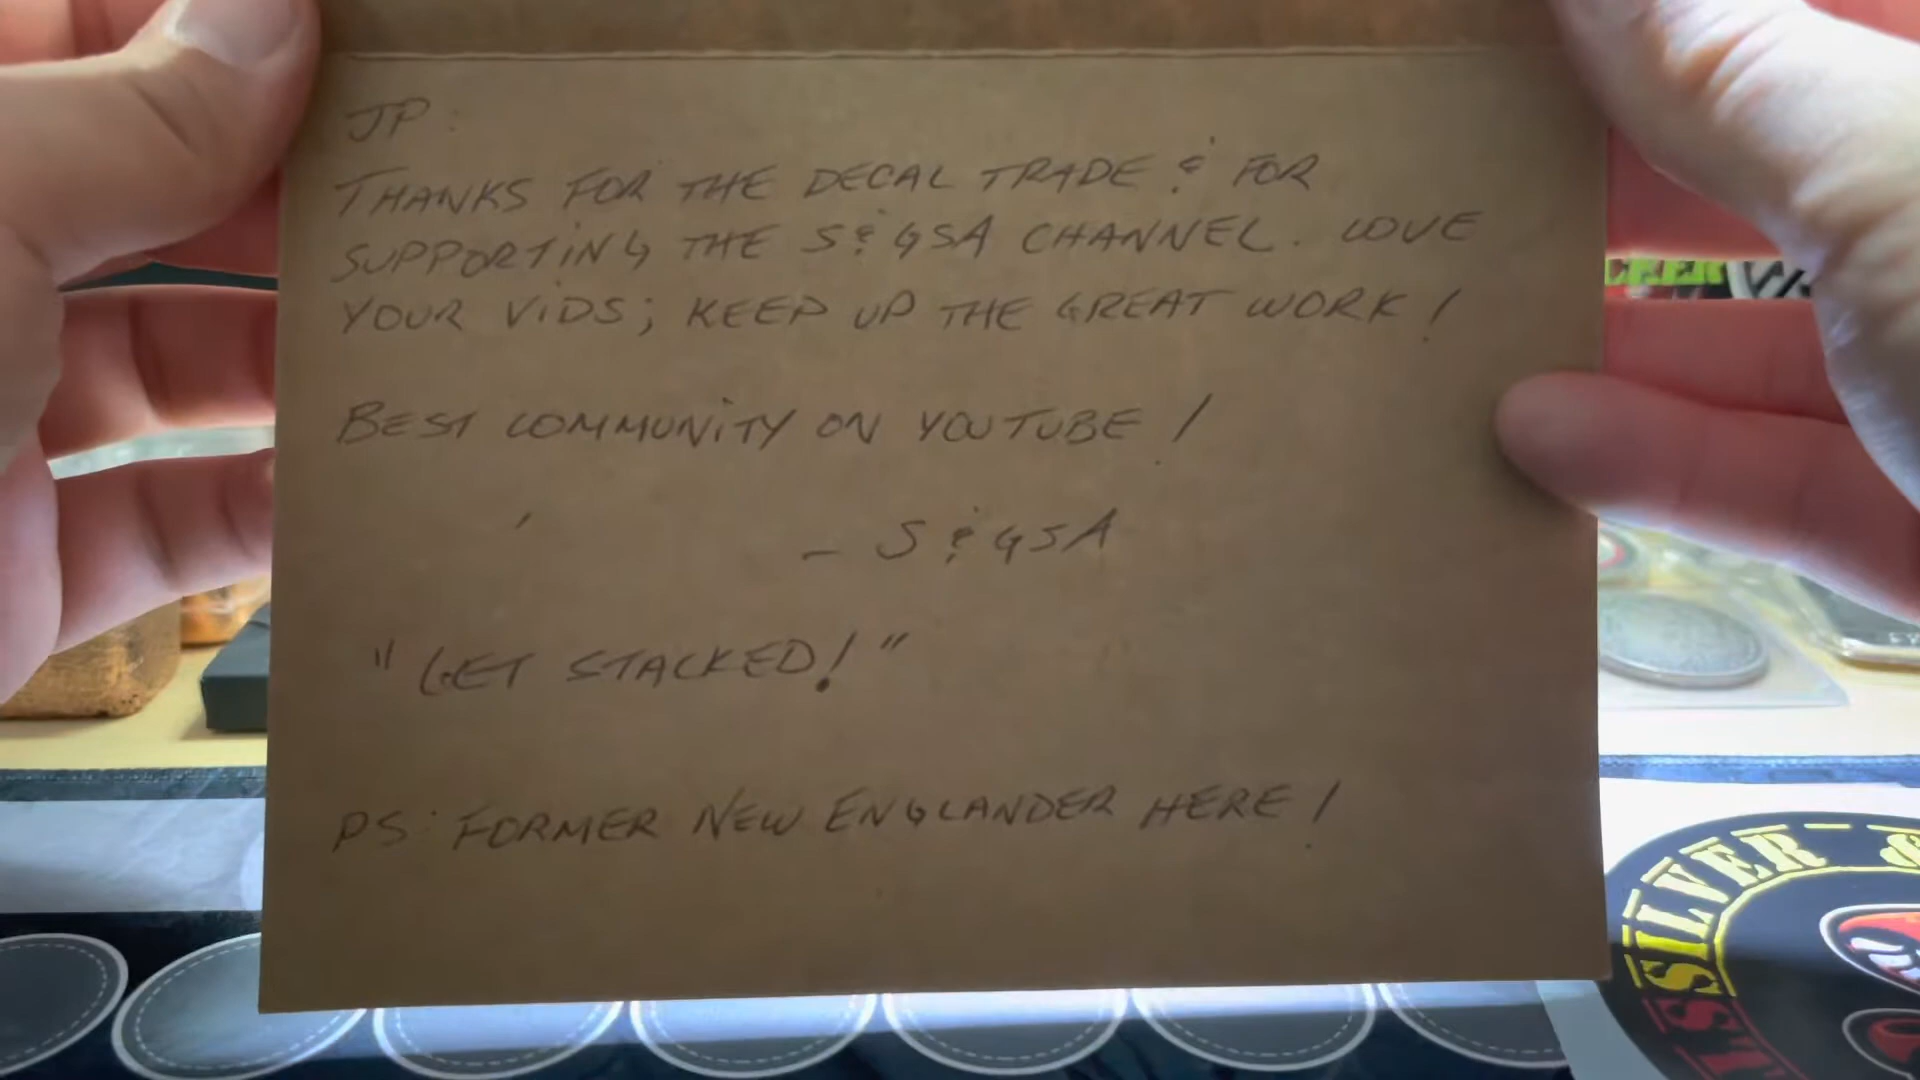 JP:
THANKS FOR THE DECAL TRADE & FOR
SUPPORTING THE S&GSA CHANNEL. LOVE
YOUR VIDS; KEEP UP THE GREAT WORK!
BEST COMMUNITY ON YOUTUBE!
- S&GSA
"GET STACKED!"
PS: FORMER NEW ENGLANDER HERE!
SILVER